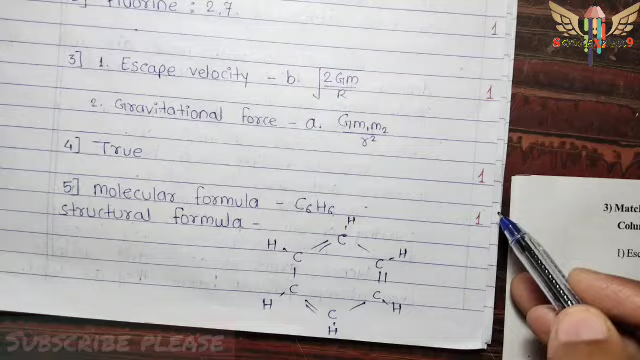 Fluorine : 2,7.
1
3] 1. Escape velocity - b. √2GM/R
1
2. Gravitational force - a. Gm1m2/r²
4] True
1
5] molecular formula - C6H6
1
structural formula -
H
H C H
C C
C C
H C H
H
3) Matc
Colu
1) Esc
SUBSCRIBE PLEASE